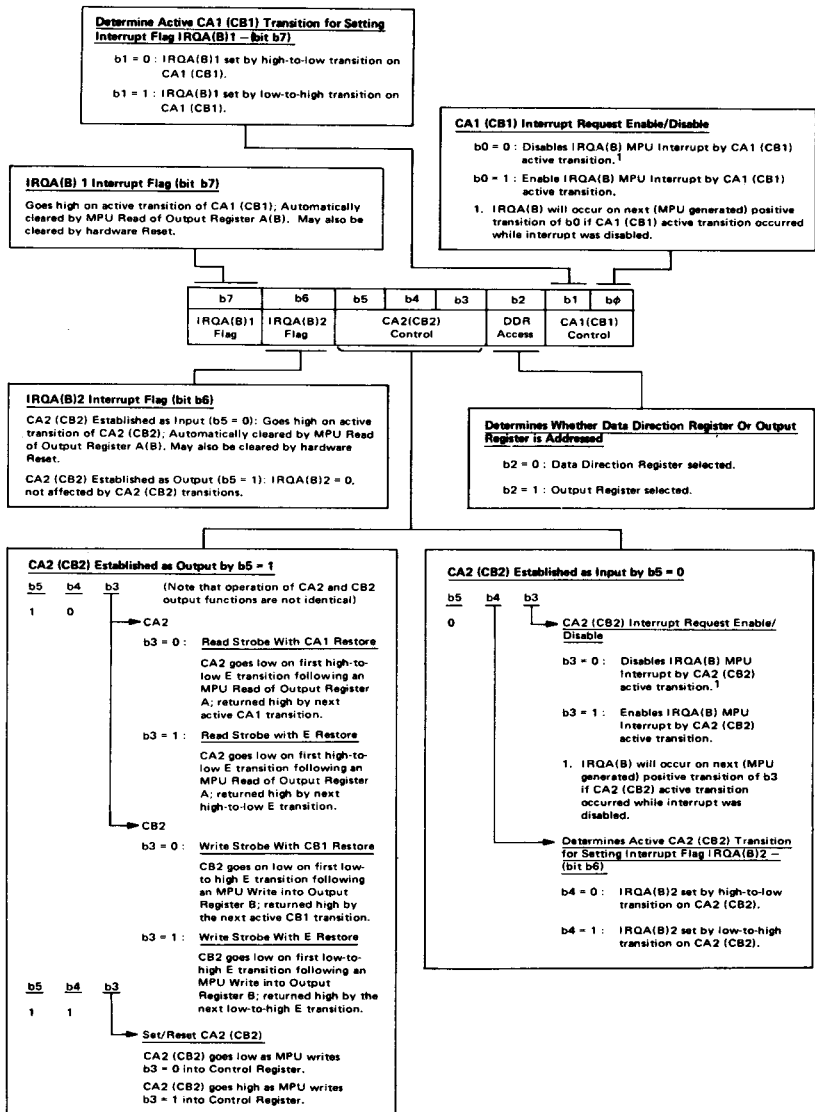 Determine Active CA1 (CB1) Transition for Setting
Interrupt Flag IRQA(B)1 – (bit b7)
b1 = 0 : IRQA(B)1 set by high-to-low transition on
CA1 (CB1).
b1 = 1 : IRQA(B)1 set by low-to-high transition on
CA1 (CB1).
CA1 (CB1) Interrupt Request Enable/Disable
b0 = 0 : Disables IRQA(B) MPU Interrupt by CA1 (CB1)
active transition.1
b0 = 1 : Enable IRQA(B) MPU Interrupt by CA1 (CB1)
active transition.
1. IRQA(B) will occur on next (MPU generated) positive
transition of b0 if CA1 (CB1) active transition occurred
while interrupt was disabled.
IRQA(B) 1 Interrupt Flag (bit b7)
Goes high on active transition of CA1 (CB1); Automatically
cleared by MPU Read of Output Register A(B). May also be
cleared by hardware Reset.
b7 b6 b5 b4 b3 b2 b1 bφ
IRQA(B)1 IRQA(B)2 CA2(CB2) DDR CA1(CB1)
Flag Flag Control Access Control
IRQA(B)2 Interrupt Flag (bit b6)
CA2 (CB2) Established as Input (b5 = 0): Goes high on active
transition of CA2 (CB2); Automatically cleared by MPU Read
of Output Register A(B). May also be cleared by hardware
Reset.
CA2 (CB2) Established as Output (b5 = 1): IRQA(B)2 = 0,
not affected by CA2 (CB2) transitions.
Determines Whether Data Direction Register Or Output
Register is Addressed
b2 = 0 : Data Direction Register selected.
b2 = 1 : Output Register selected.
CA2 (CB2) Established as Output by b5 = 1
b5 b4 b3 (Note that operation of CA2 and CB2
output functions are not identical)
1 0
CA2
b3 = 0 : Read Strobe With CA1 Restore
CA2 goes low on first high-to-
low E transition following an
MPU Read of Output Register
A; returned high by next
active CA1 transition.
b3 = 1 : Read Strobe with E Restore
CA2 goes low on first high-to-
low E transition following an
MPU Read of Output Register
A; returned high by next
high-to-low E transition.
CB2
b3 = 0 : Write Strobe With CB1 Restore
CB2 goes on low on first low-
to high E transition following
an MPU Write into Output
Register B; returned high by
the next active CB1 transition.
b3 = 1 : Write Strobe With E Restore
CB2 goes low on first low-to-
high E transition following an
MPU Write into Output
Register B; returned high by the
next low-to-high E transition.
b5 b4 b3
1 1
Set/Reset CA2 (CB2)
CA2 (CB2) goes low as MPU writes
b3 = 0 into Control Register.
CA2 (CB2) goes high as MPU writes
b3 = 1 into Control Register.
CA2 (CB2) Established as Input by b5 = 0
b5 b4 b3
0
CA2 (CB2) Interrupt Request Enable/
Disable
b3 = 0 : Disables IRQA(B) MPU
Interrupt by CA2 (CB2)
active transition.1
b3 = 1 : Enables IRQA(B) MPU
Interrupt by CA2 (CB2)
active transition.
1. IRQA(B) will occur on next (MPU
generated) positive transition of b3
if CA2 (CB2) active transition
occurred while interrupt was
disabled.
Determines Active CA2 (CB2) Transition
for Setting Interrupt Flag IRQA(B)2 –
(bit b6)
b4 = 0 : IRQA(B)2 set by high-to-low
transition on CA2 (CB2).
b4 = 1 : IRQA(B)2 set by low-to-high
transition on CA2 (CB2).